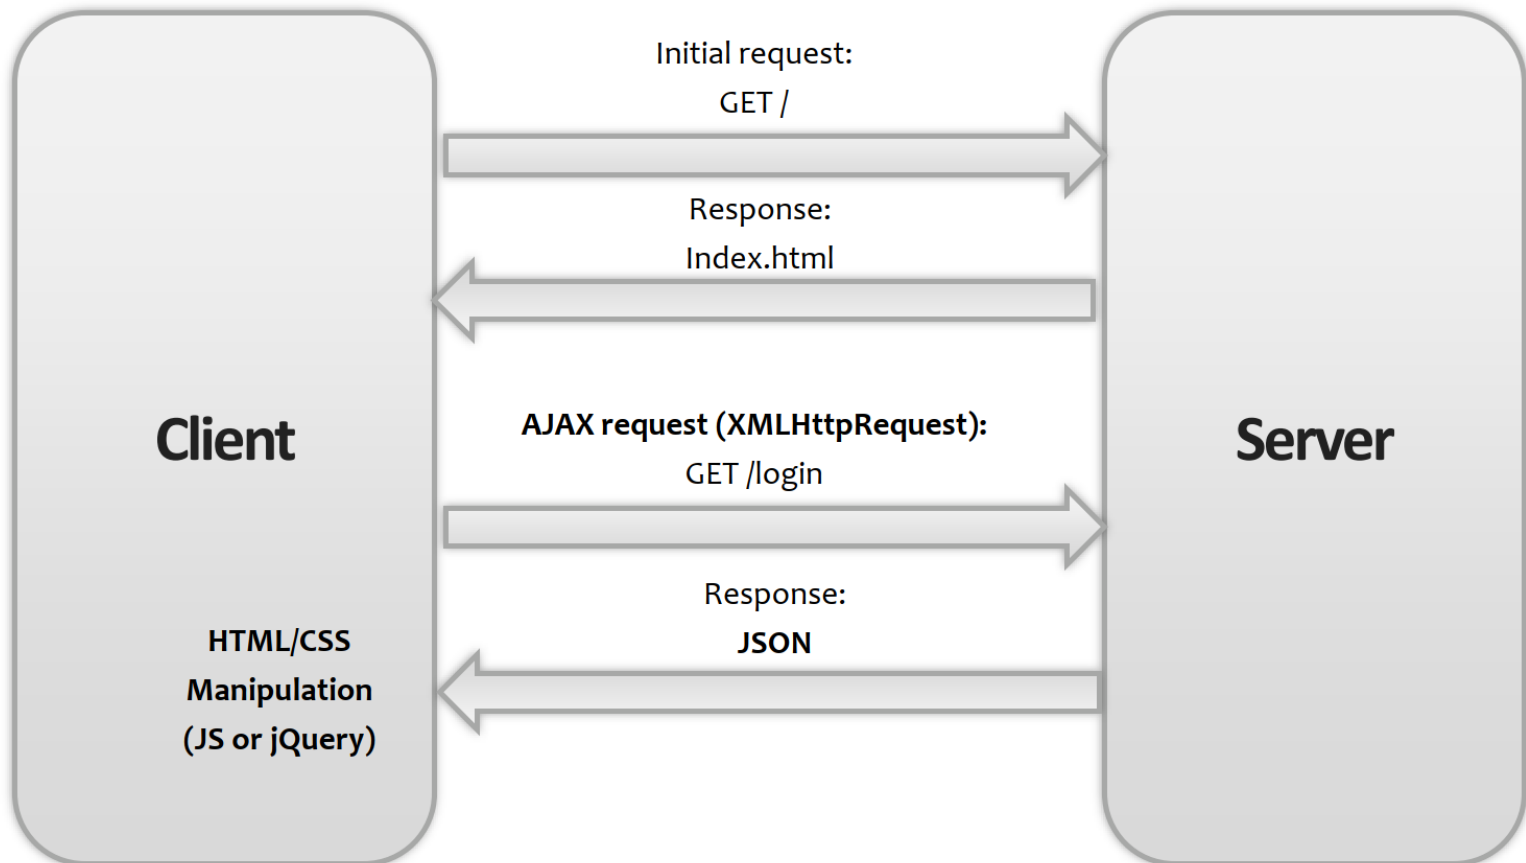 Initial request:
GET /
Response:
Index.html
Client
AJAX request (XMLHttpRequest):
GET /login
Server
Response:
JSON
HTML/CSS
Manipulation
(JS or jQuery)